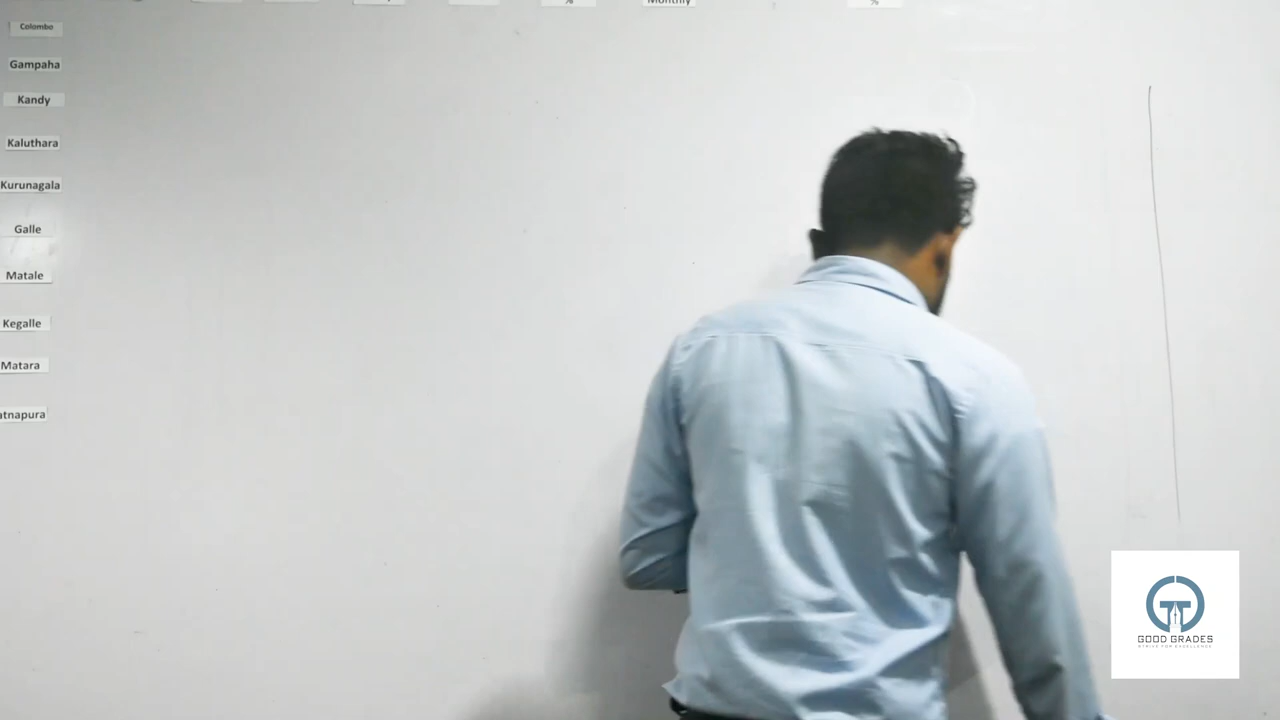 % Monthly %
Colombo
Gampaha
Kandy
Kaluthara
Kurunagala
Galle
Matale
Kegalle
Matara
atnapura
GOOD GRADES
STRIVE FOR EXCELLENCE